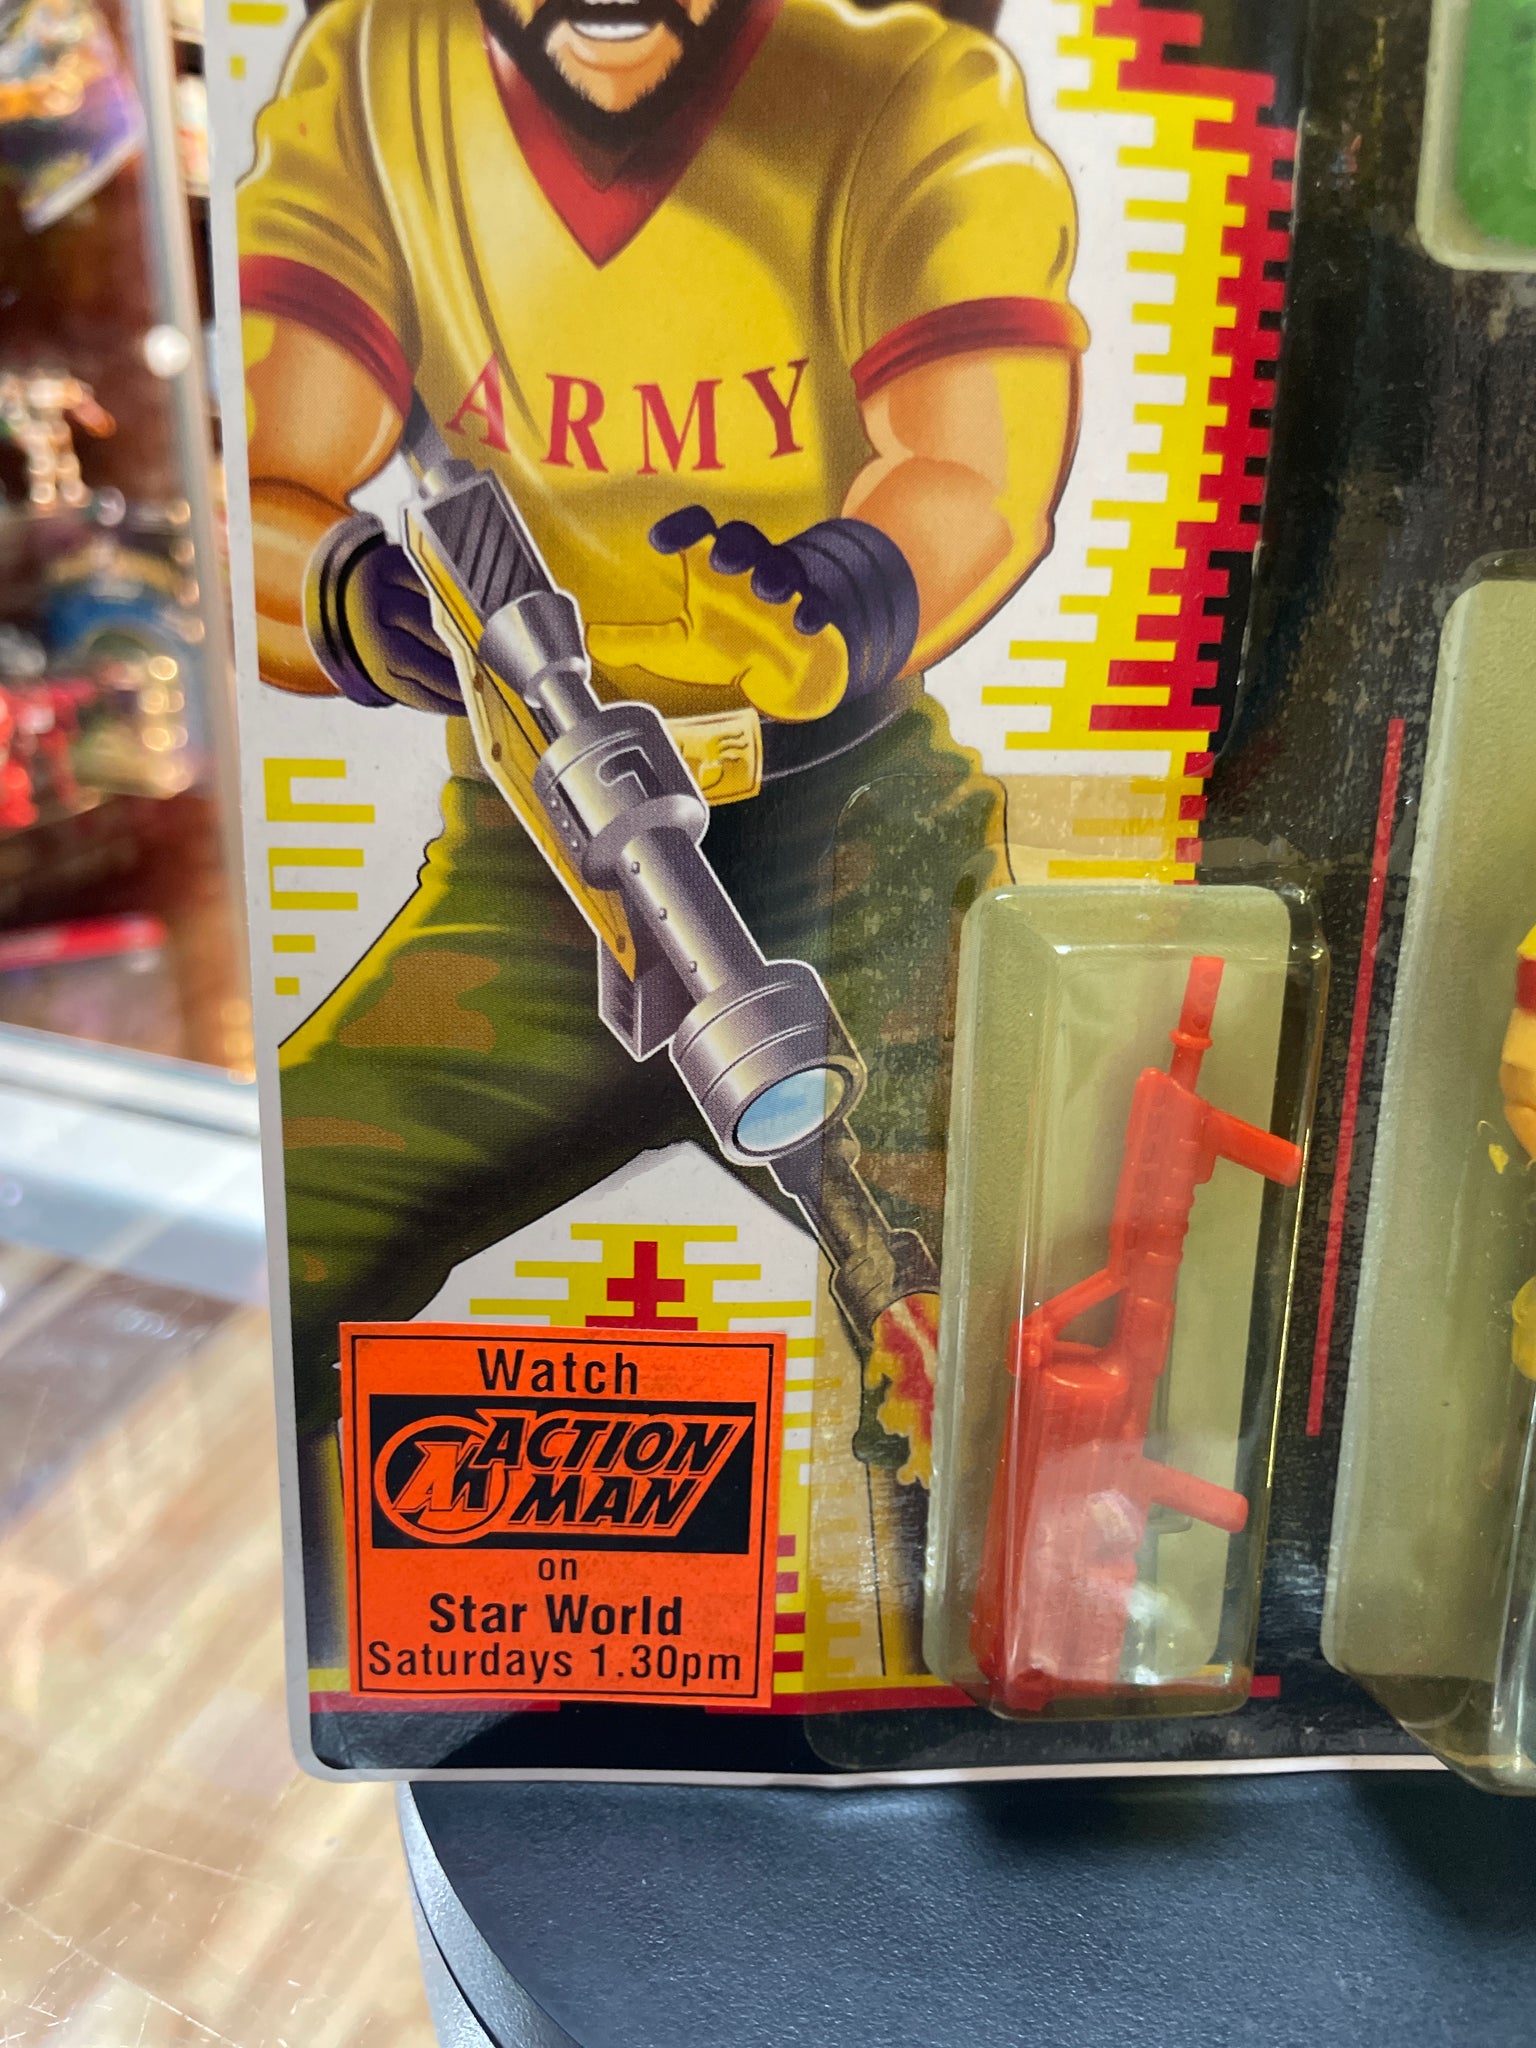 ARMY
Watch
ACTION
MAN
on
Star World
Saturdays 1.30pm